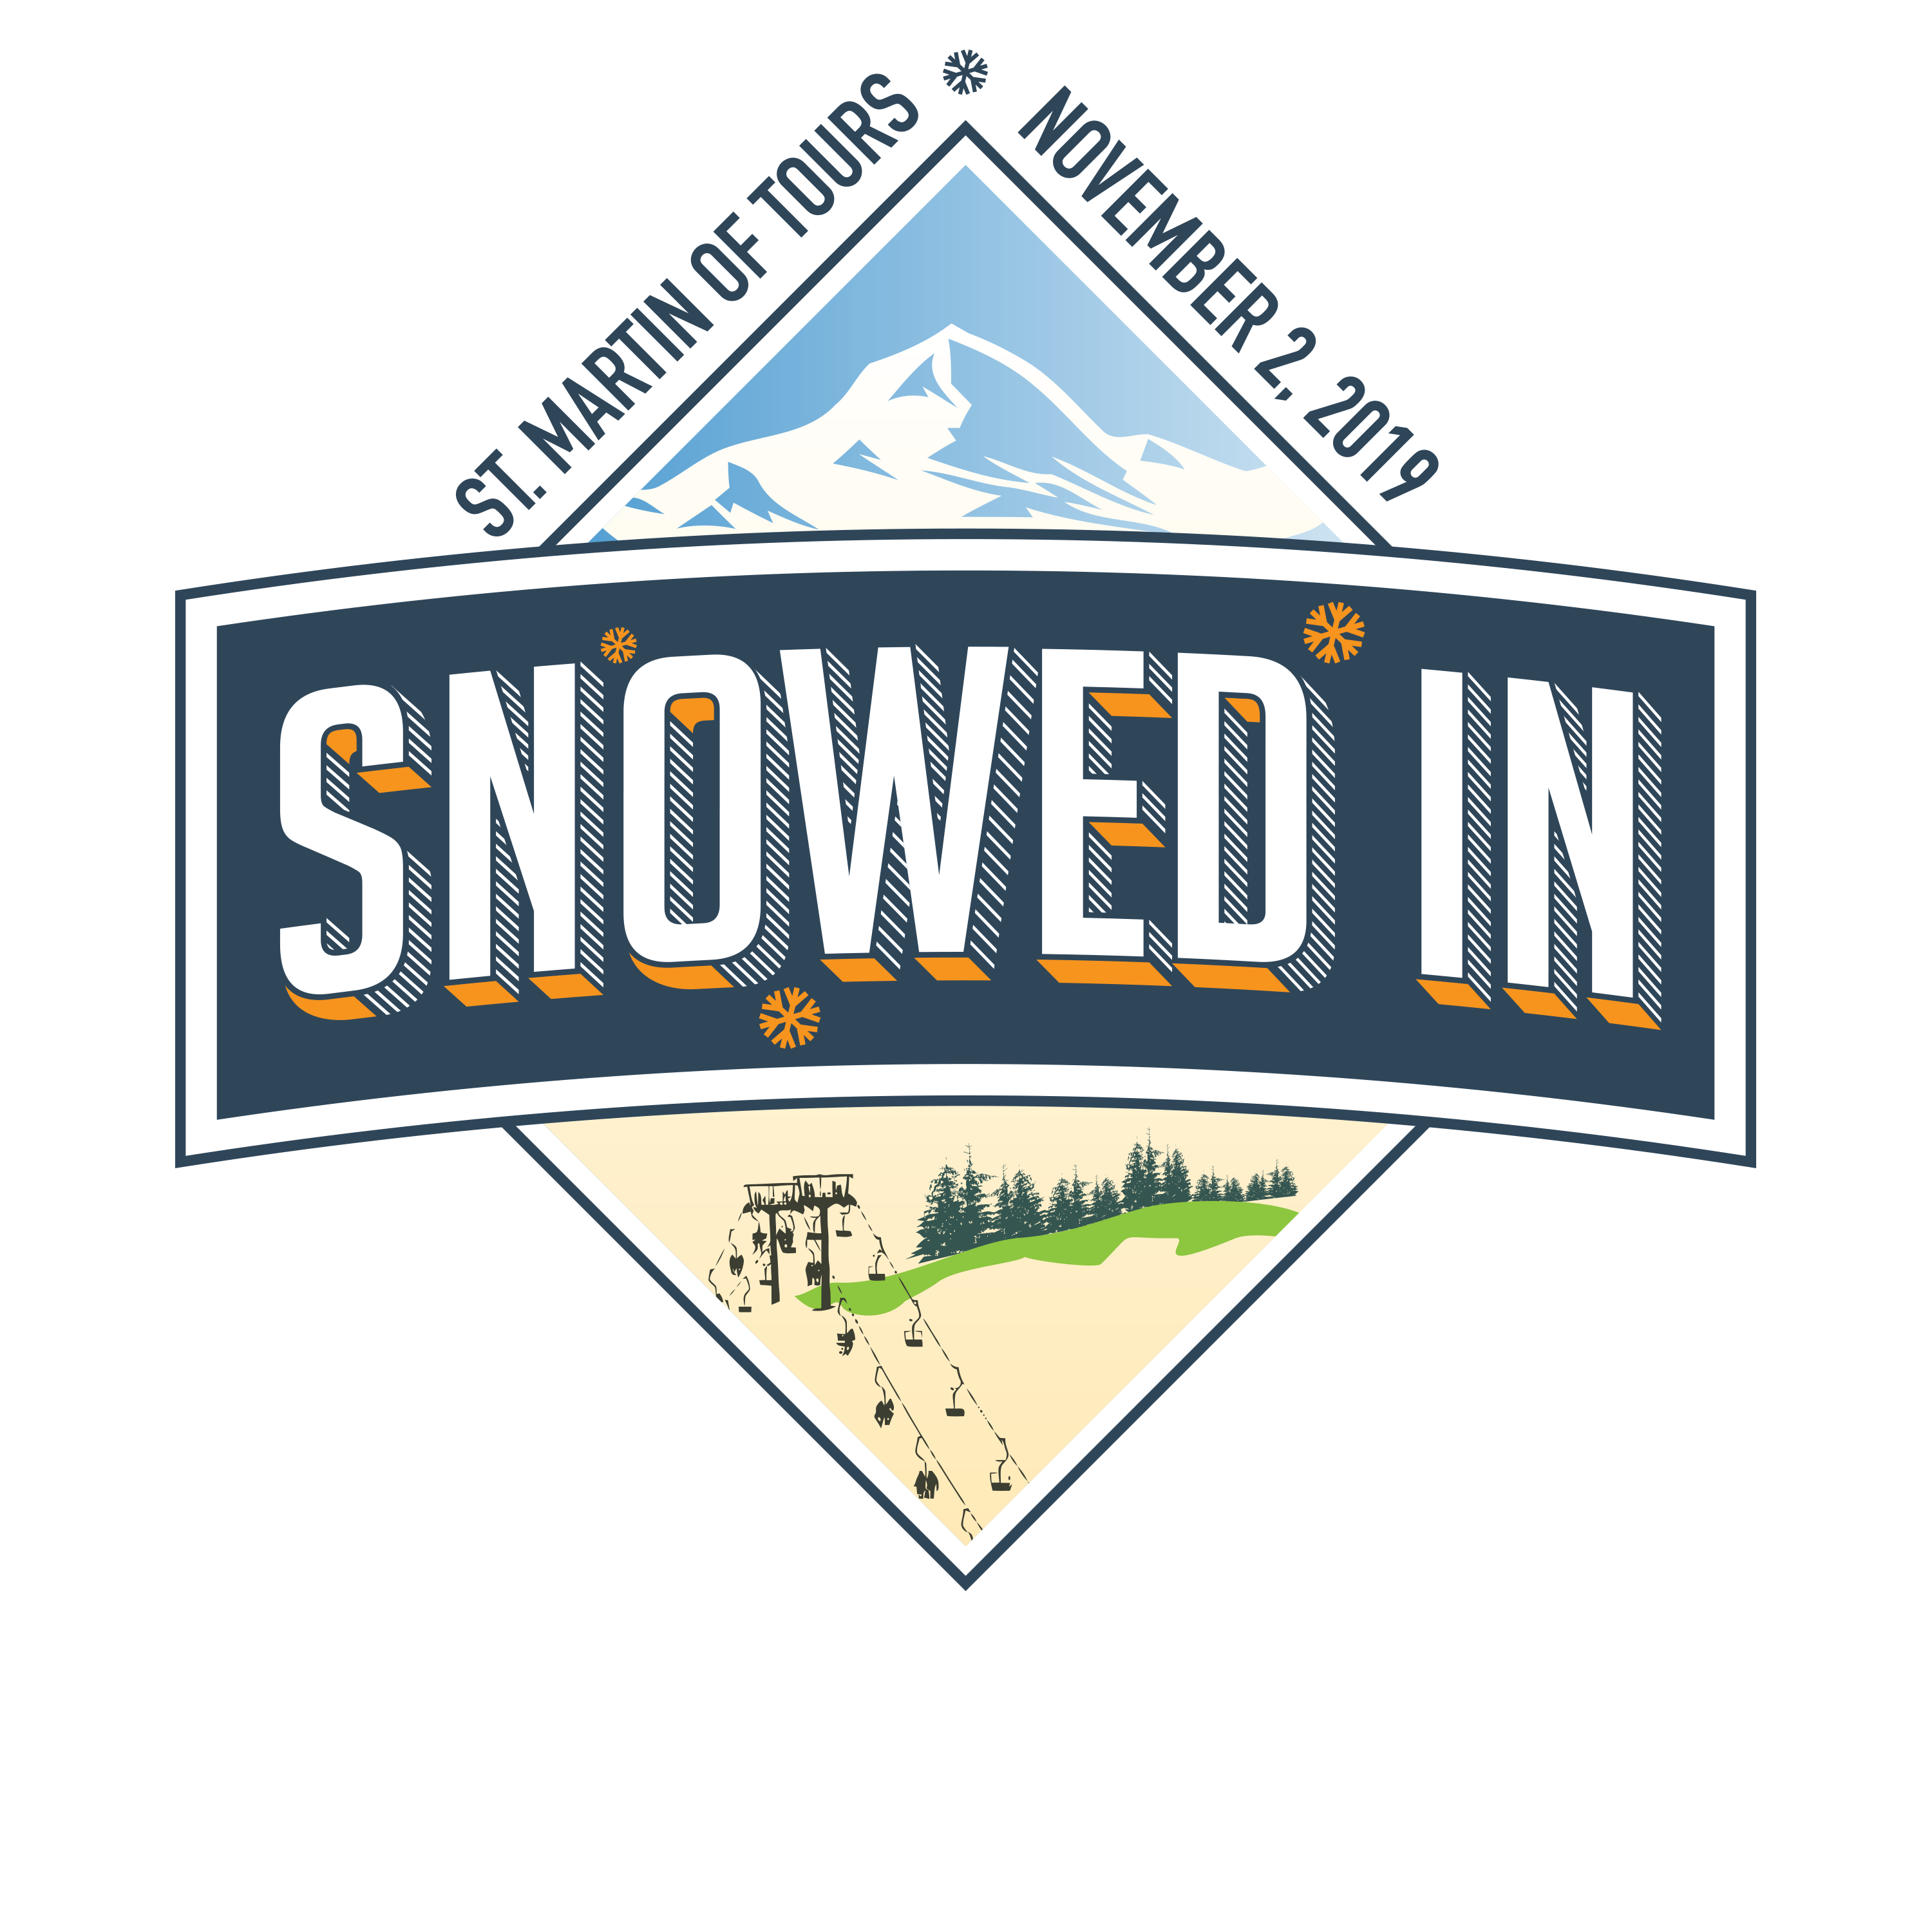 ST. MARTIN OF TOURS
NOVEMBER 2, 2019
SNOWED IN